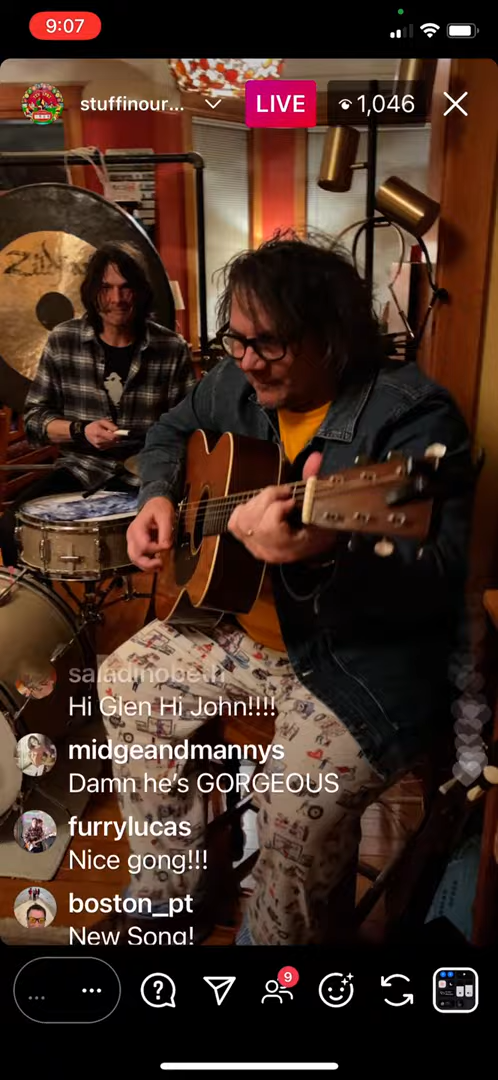 9:07
stuffinour...
LIVE
1,046
Zildjian
saladinobeth
Hi Glen Hi John!!!!
midgeandmannys
Damn he's GORGEOUS
furrylucas
Nice gong!!!
boston_pt
New Song!
9